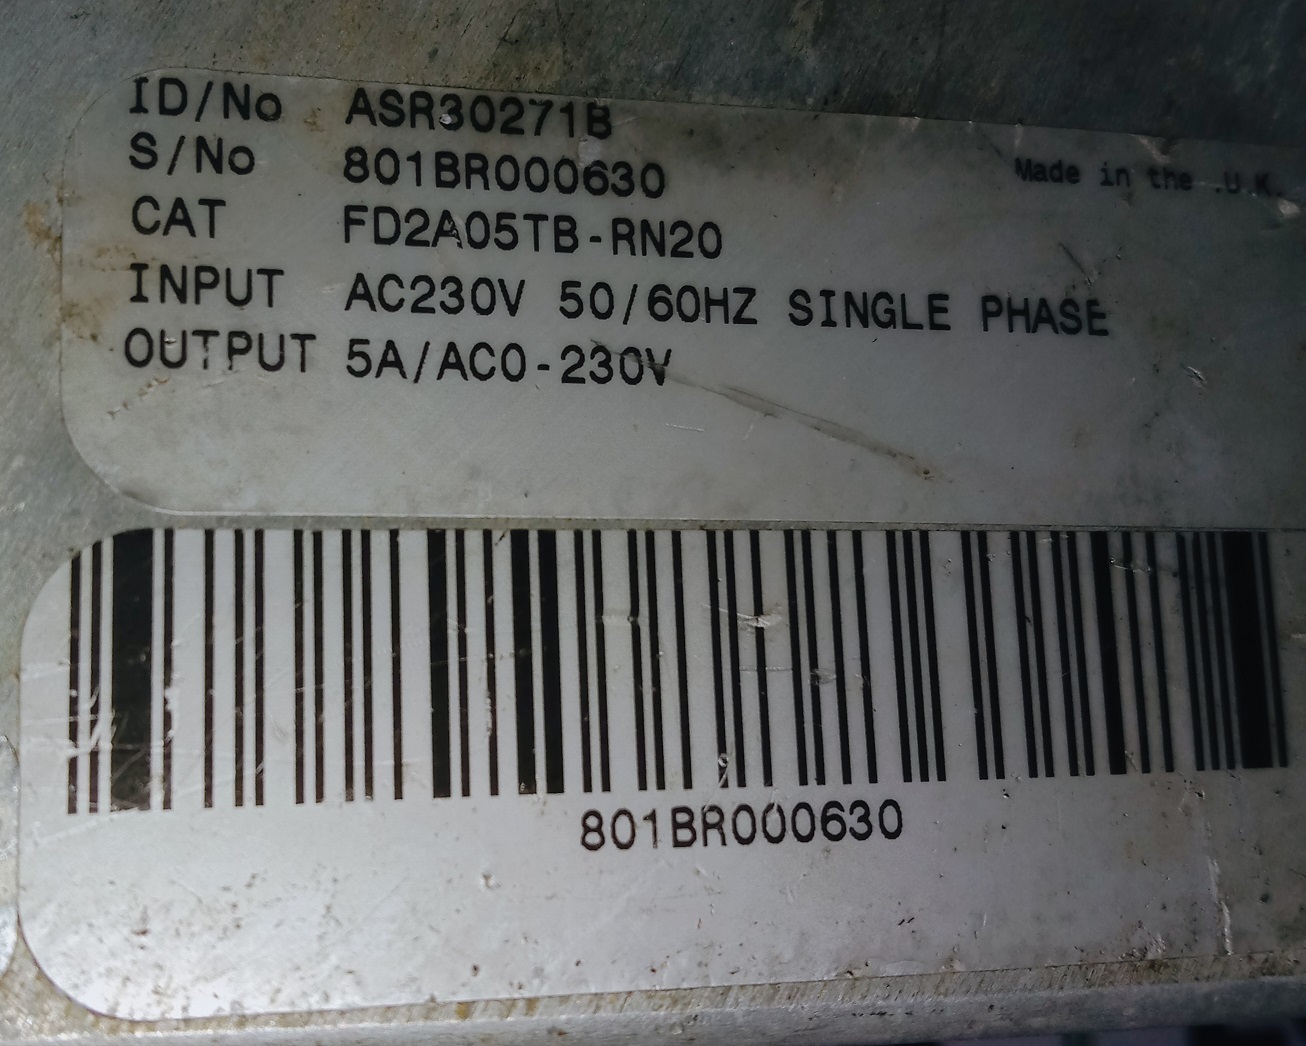 ID/No ASR30271B
S/No 801BR000630
Made in the .U.K.
CAT FD2A05TB-RN20
INPUT AC230V 50/60HZ SINGLE PHASE
OUTPUT 5A/AC0-230V
801BR000630